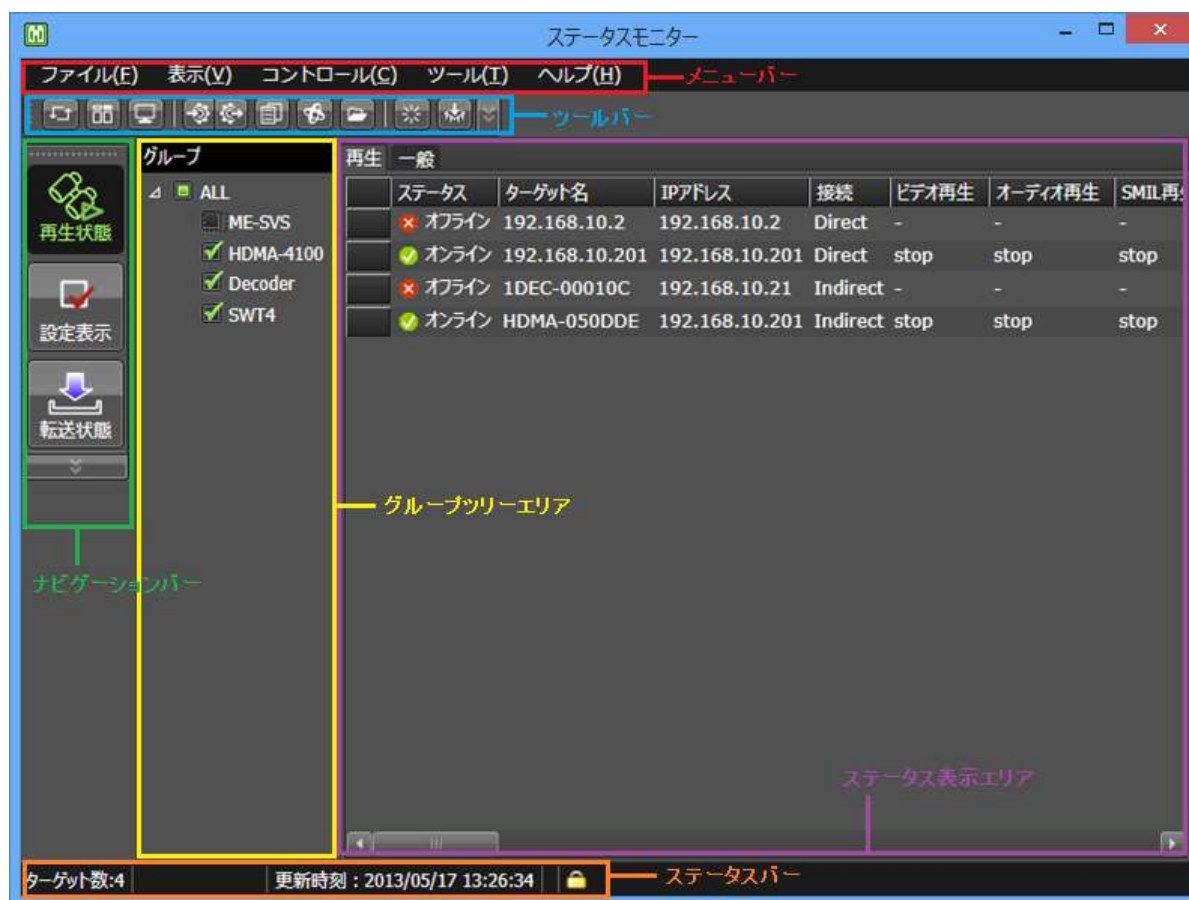 ステータスモニター
ファイル(F) 表示(V) コントロール(C) ツール(T) ヘルプ(H) メニューバー
ツールバー
グループ
再生 一般
ALL
ME-SVS
HDMA-4100
Decoder
SWT4
再生状態
設定表示
転送状態
ステータス ターゲット名 IPアドレス 接続 ビデオ再生 オーディオ再生 SMIL再
オフライン 192.168.10.2 192.168.10.2 Direct - - -
オンライン 192.168.10.201 192.168.10.201 Direct stop stop stop
オフライン 1DEC-00010C 192.168.10.21 Indirect - - -
オンライン HDMA-050DDE 192.168.10.201 Indirect stop stop stop
グループツリーエリア
ナビゲーションバー
ステータス表示エリア
ターゲット数:4 更新時刻 : 2013/05/17 13:26:34 ステータスバー